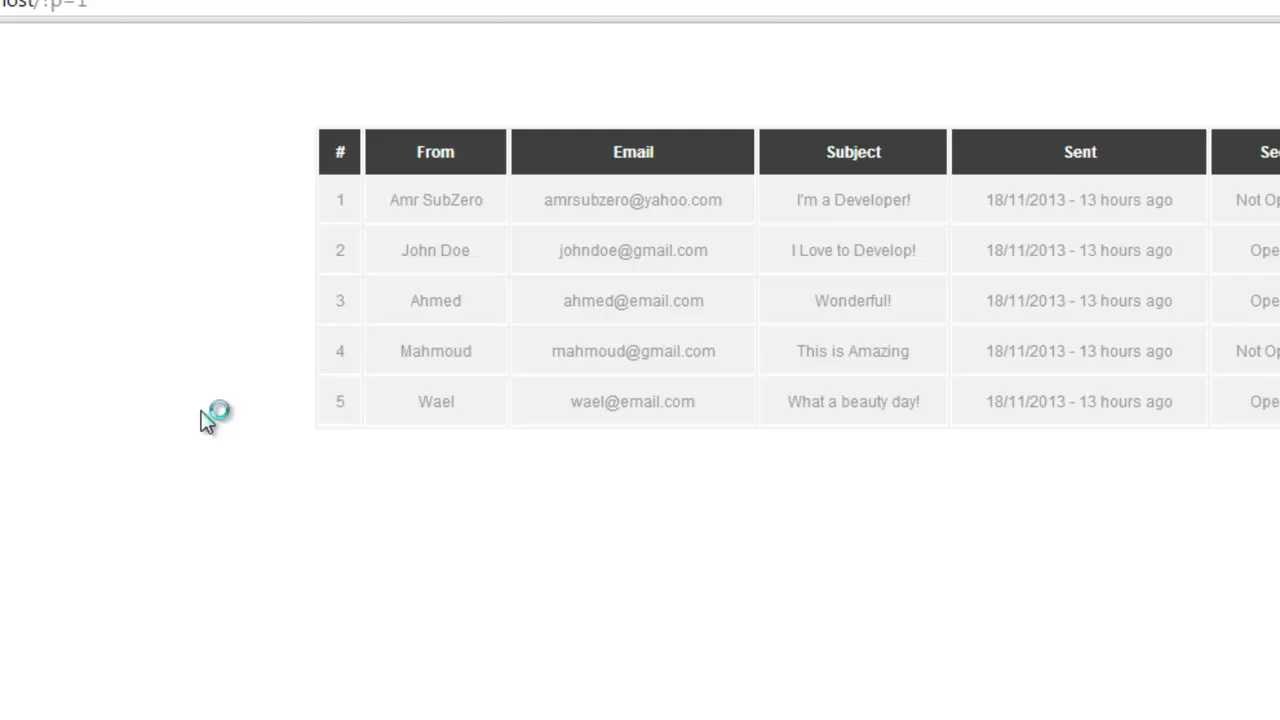 /?p=1
# From Email Subject Sent
1 Amr SubZero amrsubzero@yahoo.com I'm a Developer! 18/11/2013 - 13 hours ago Not
2 John Doe johndoe@gmail.com I Love to Develop! 18/11/2013 - 13 hours ago
3 Ahmed ahmed@email.com Wonderful! 18/11/2013 - 13 hours ago
4 Mahmoud mahmoud@gmail.com This is Amazing 18/11/2013 - 13 hours ago Not
5 Wael wael@email.com What a beauty day! 18/11/2013 - 13 hours ago